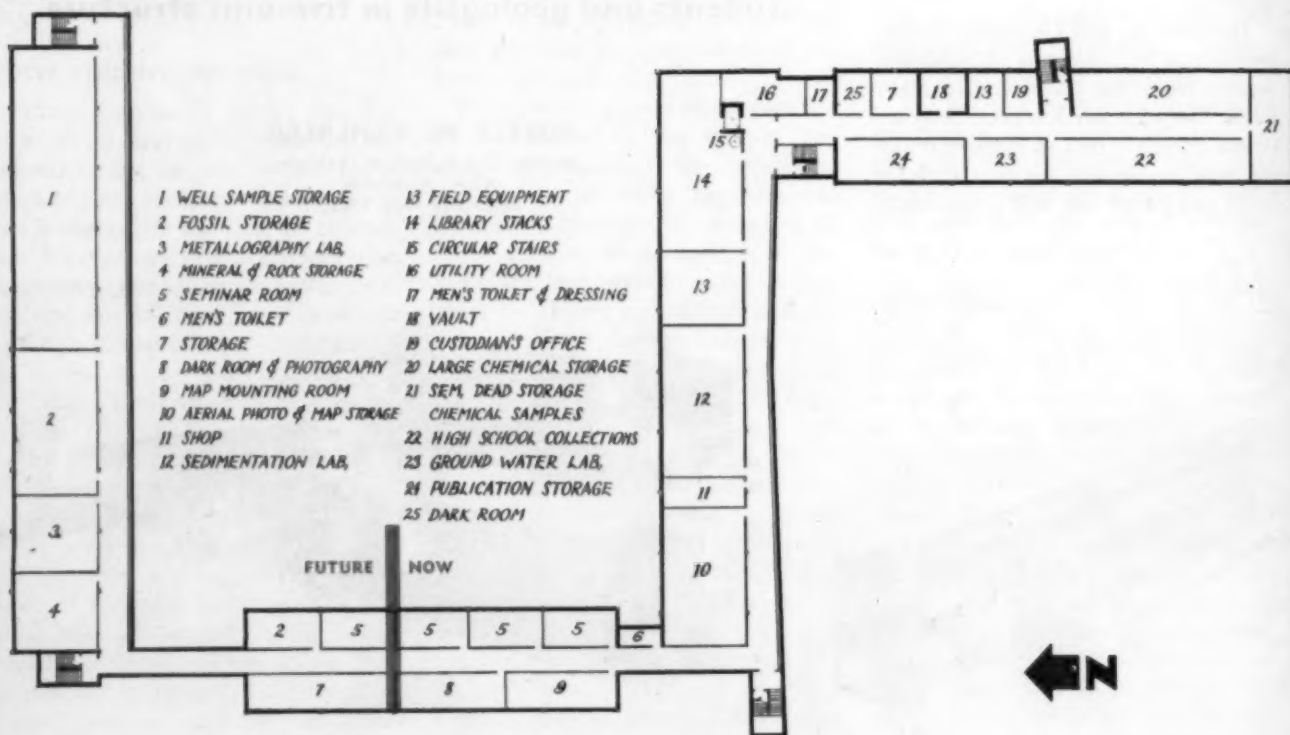 1 WELL SAMPLE STORAGE
2 FOSSIL STORAGE
3 METALLOGRAPHY LAB,
4 MINERAL & ROCK STORAGE
5 SEMINAR ROOM
6 MEN'S TOILET
7 STORAGE
8 DARK ROOM & PHOTOGRAPHY
9 MAP MOUNTING ROOM
10 AERIAL PHOTO & MAP STORAGE
11 SHOP
12 SEDIMENTATION LAB,
13 FIELD EQUIPMENT
14 LIBRARY STACKS
15 CIRCULAR STAIRS
16 UTILITY ROOM
17 MEN'S TOILET & DRESSING
18 VAULT
19 CUSTODIAN'S OFFICE
20 LARGE CHEMICAL STORAGE
21 SEM, DEAD STORAGE
CHEMICAL SAMPLES
22 HIGH SCHOOL COLLECTIONS
23 GROUND WATER LAB,
24 PUBLICATION STORAGE
25 DARK ROOM
FUTURE NOW
1
2
3
4
2 5 5 5 5 6
7 8 9
16 17 25 7 18 13 19 20
21
15
24 23 22
14
13
12
11
10
N